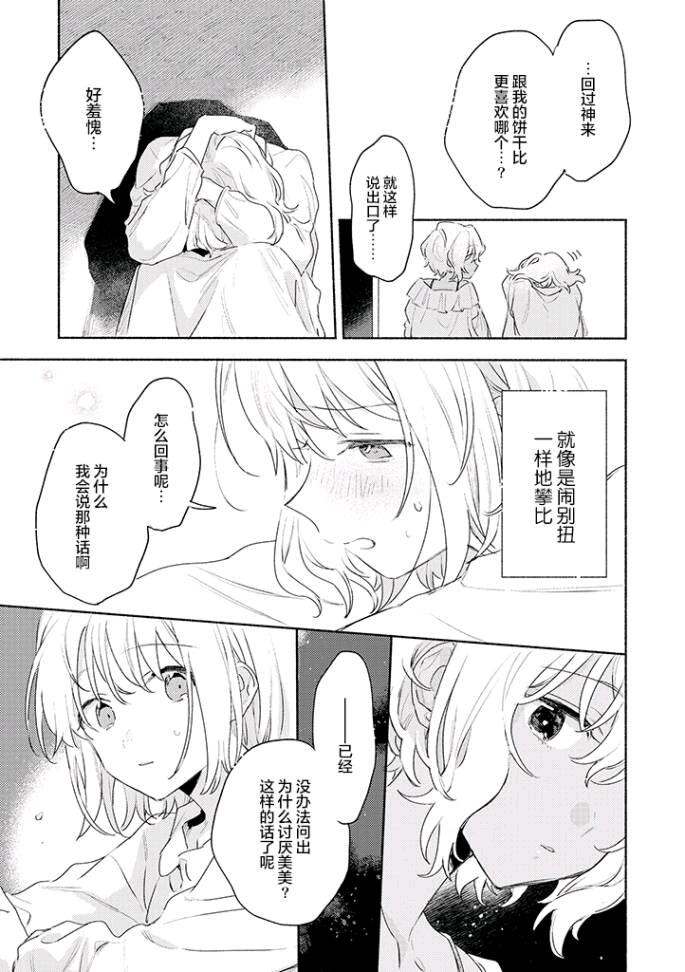 …回过神来
跟我的饼干比
更喜欢哪个…？
就这样
说出口了……
好羞愧…
就像是闹别扭
一样地攀比
怎么回事呢…
为什么
我会说那种话啊
——已经
没办法问出
为什么讨厌美美？
这样的话了呢